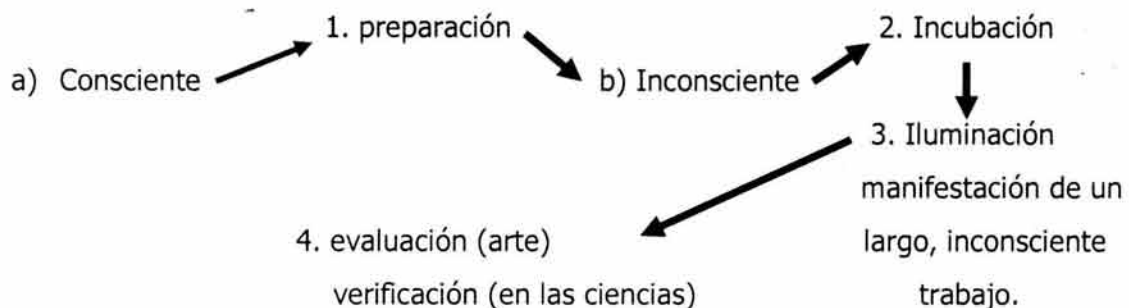 1. preparación
2. Incubación
a) Consciente
b) Inconsciente
3. Iluminación
manifestación de un
largo, inconsciente
trabajo.
4. evaluación (arte)
verificación (en las ciencias)